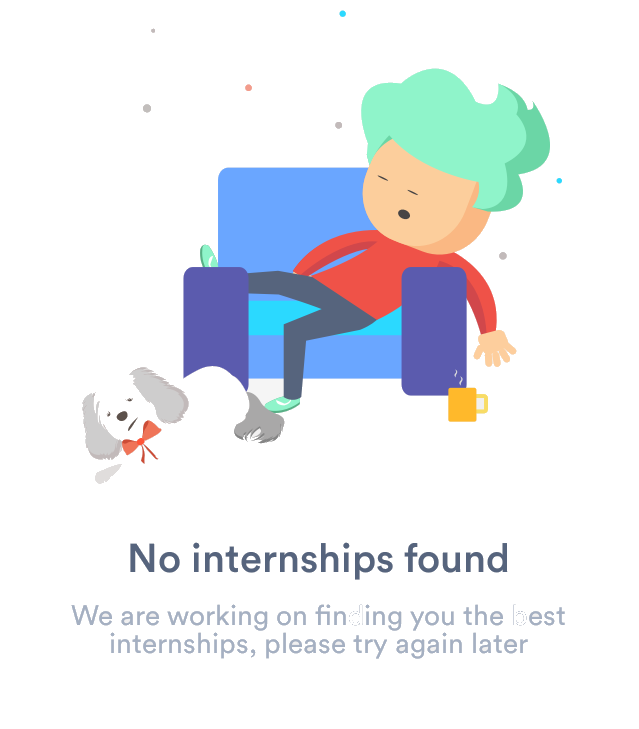 No internships found
We are working on finding you the best
internships, please try again later